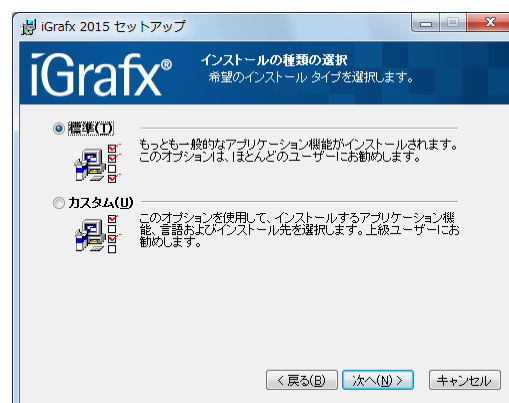 iGrafx 2015 セットアップ
iGrafx®
インストールの種類の選択
希望のインストール タイプを選択します。
標準(T)
もっとも一般的なアプリケーション機能がインストールされます。
このオプションは、ほとんどのユーザーにお勧めします。
カスタム(U)
このオプションを使用して、インストールするアプリケーション機
能、言語およびインストール先を選択します。上級ユーザーにお
勧めします。
< 戻る(B)
次へ(N) >
キャンセル